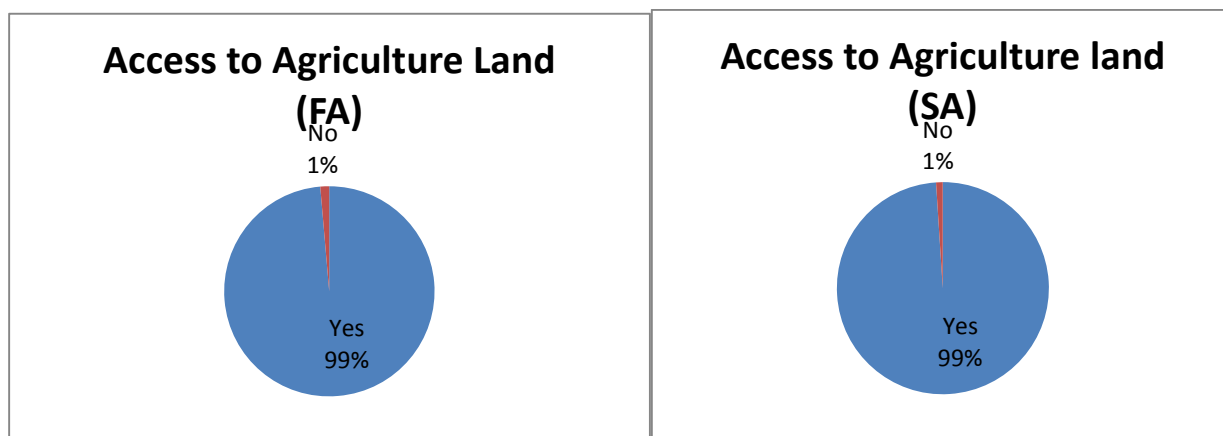 Access to Agriculture Land
(FA)
No
1%
Yes
99%
Access to Agriculture land
(SA)
No
1%
Yes
99%